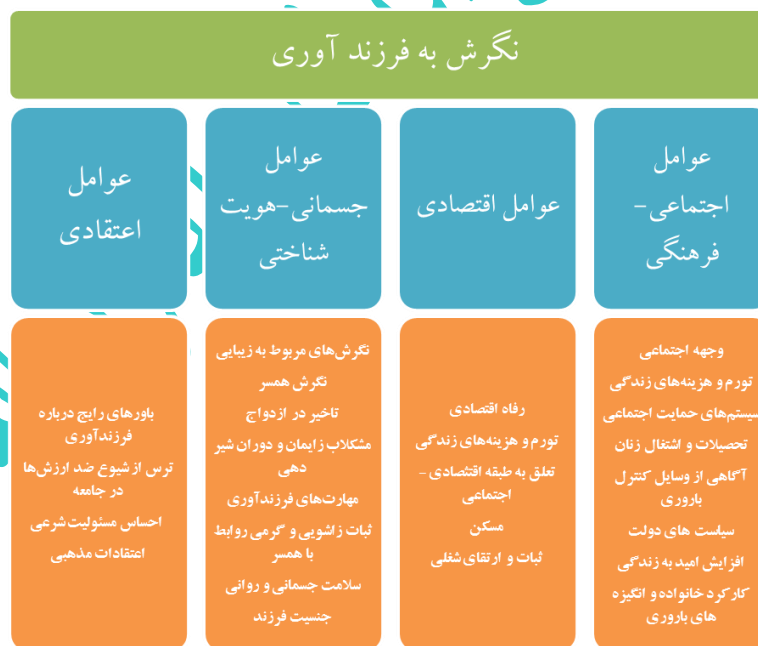 نگرش به فرزند آوری
عوامل
اجتماعی-
فرهنگی
عوامل اقتصادی
عوامل
جسمانی-هویت
شناختی
عوامل
اعتقادی
وجهه اجتماعی
تورم و هزینه‌های زندگی
سیستم‌های حمایت اجتماعی
تحصیلات و اشتغال زنان
آگاهی از وسایل کنترل
باروری
سیاست های دولت
افزایش امید به زندگی
کارکرد خانواده و انگیزه
های باروری
رفاه اقتصادی
تورم و هزینه‌های زندگی
تعلق به طبقه اقتصادی -
اجتماعی
مسکن
ثبات و ارتقای شغلی
نگرش‌های مربوط به زیبایی
نگرش همسر
تاخیر در ازدواج
مشکلاب زایمان و دوران شیر
دهی
مهارت‌های فرزندآوری
ثبات زاشویی و گرمی روابط
با همسر
سلامت جسمانی و روانی
جنسیت فرزند
باورهای رایج درباره
فرزندآوری
ترس از شیوع ضد ارزش‌ها
در جامعه
احساس مسئولیت شرعی
اعتقادات مذهبی